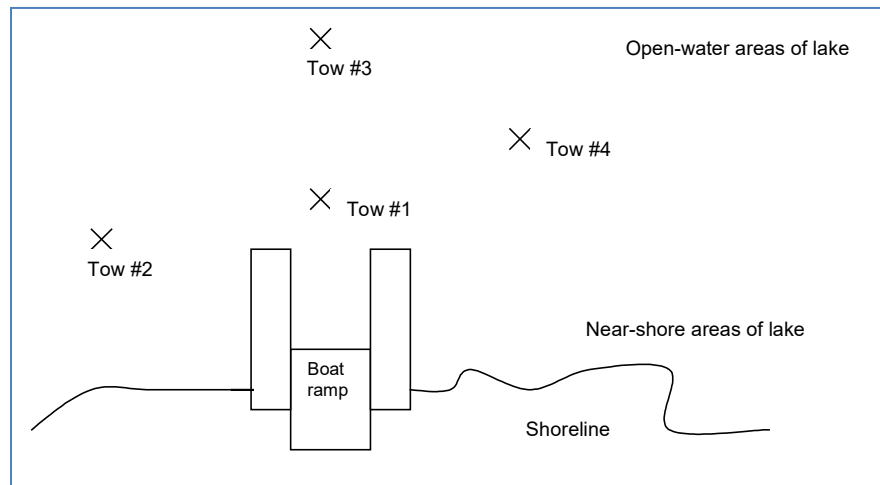 Open-water areas of lake
Tow #3
Tow #4
Tow #1
Tow #2
Near-shore areas of lake
Boat
ramp
Shoreline